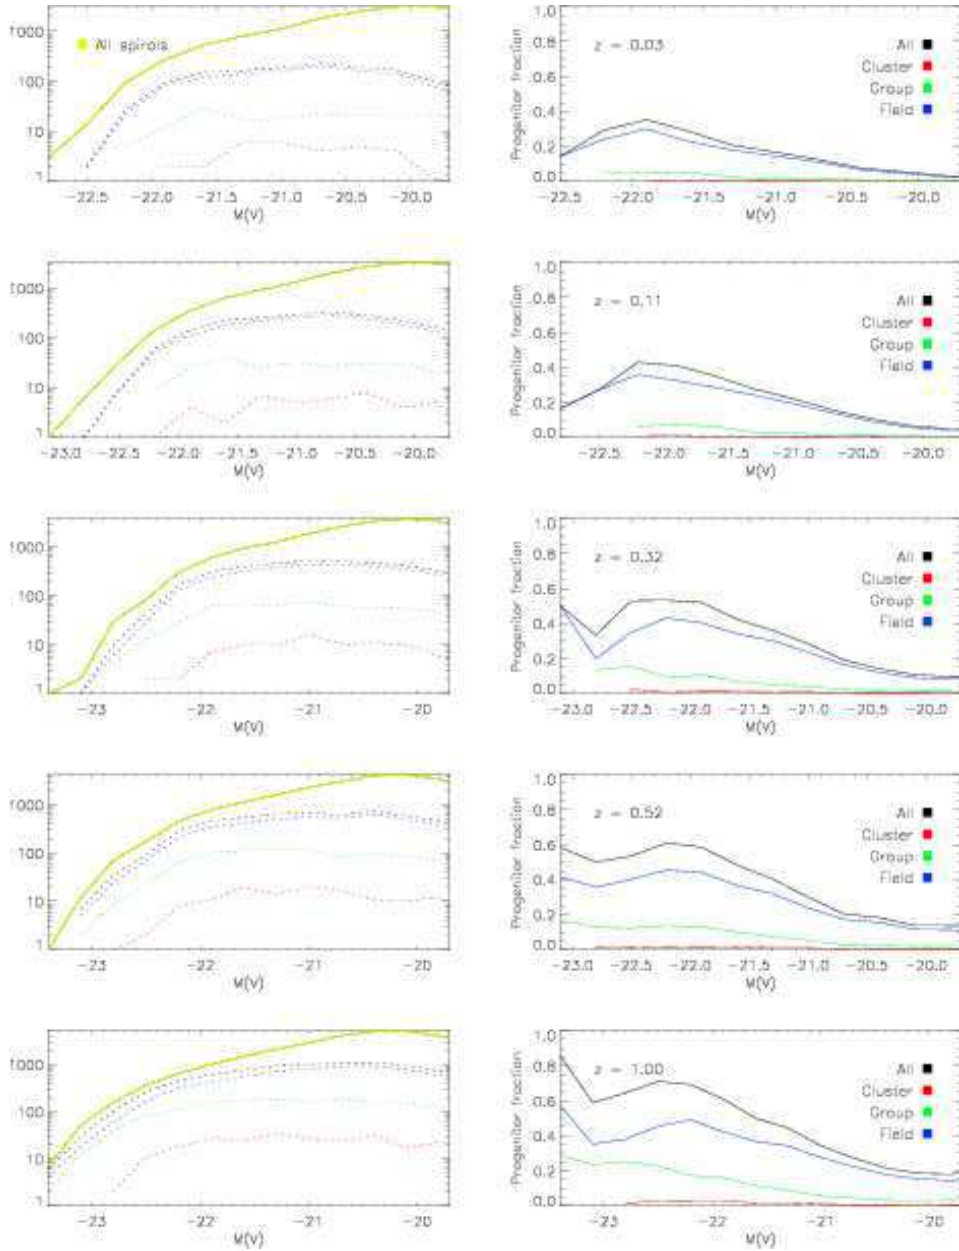 1000
100
10
1
All spirals
−22.5 −22.0 −21.5 −21.0 −20.5 −20.0
M(V)
Progenitor fraction
1.0
0.8
0.6
0.4
0.2
0.0
z = 0.03
All
Cluster
Group
Field
−22.5 −22.0 −21.5 −21.0 −20.5 −20.0
M(V)
1000
100
10
1
−23.0 −22.5 −22.0 −21.5 −21.0 −20.5 −20.0
M(V)
Progenitor fraction
1.0
0.8
0.6
0.4
0.2
0.0
z = 0.11
All
Cluster
Group
Field
−22.5 −22.0 −21.5 −21.0 −20.5 −20.0
M(V)
1000
100
10
1
−23 −22 −21 −20
M(V)
Progenitor fraction
1.0
0.8
0.6
0.4
0.2
0.0
z = 0.32
All
Cluster
Group
Field
−23.0 −22.5 −22.0 −21.5 −21.0 −20.5 −20.0
M(V)
1000
100
10
1
−23 −22 −21 −20
M(V)
Progenitor fraction
1.0
0.8
0.6
0.4
0.2
0.0
z = 0.52
All
Cluster
Group
Field
−23.0 −22.5 −22.0 −21.5 −21.0 −20.5 −20.0
M(V)
1000
100
10
1
−23 −22 −21 −20
M(V)
Progenitor fraction
1.0
0.8
0.6
0.4
0.2
0.0
z = 1.00
All
Cluster
Group
Field
−23 −22 −21 −20
M(V)